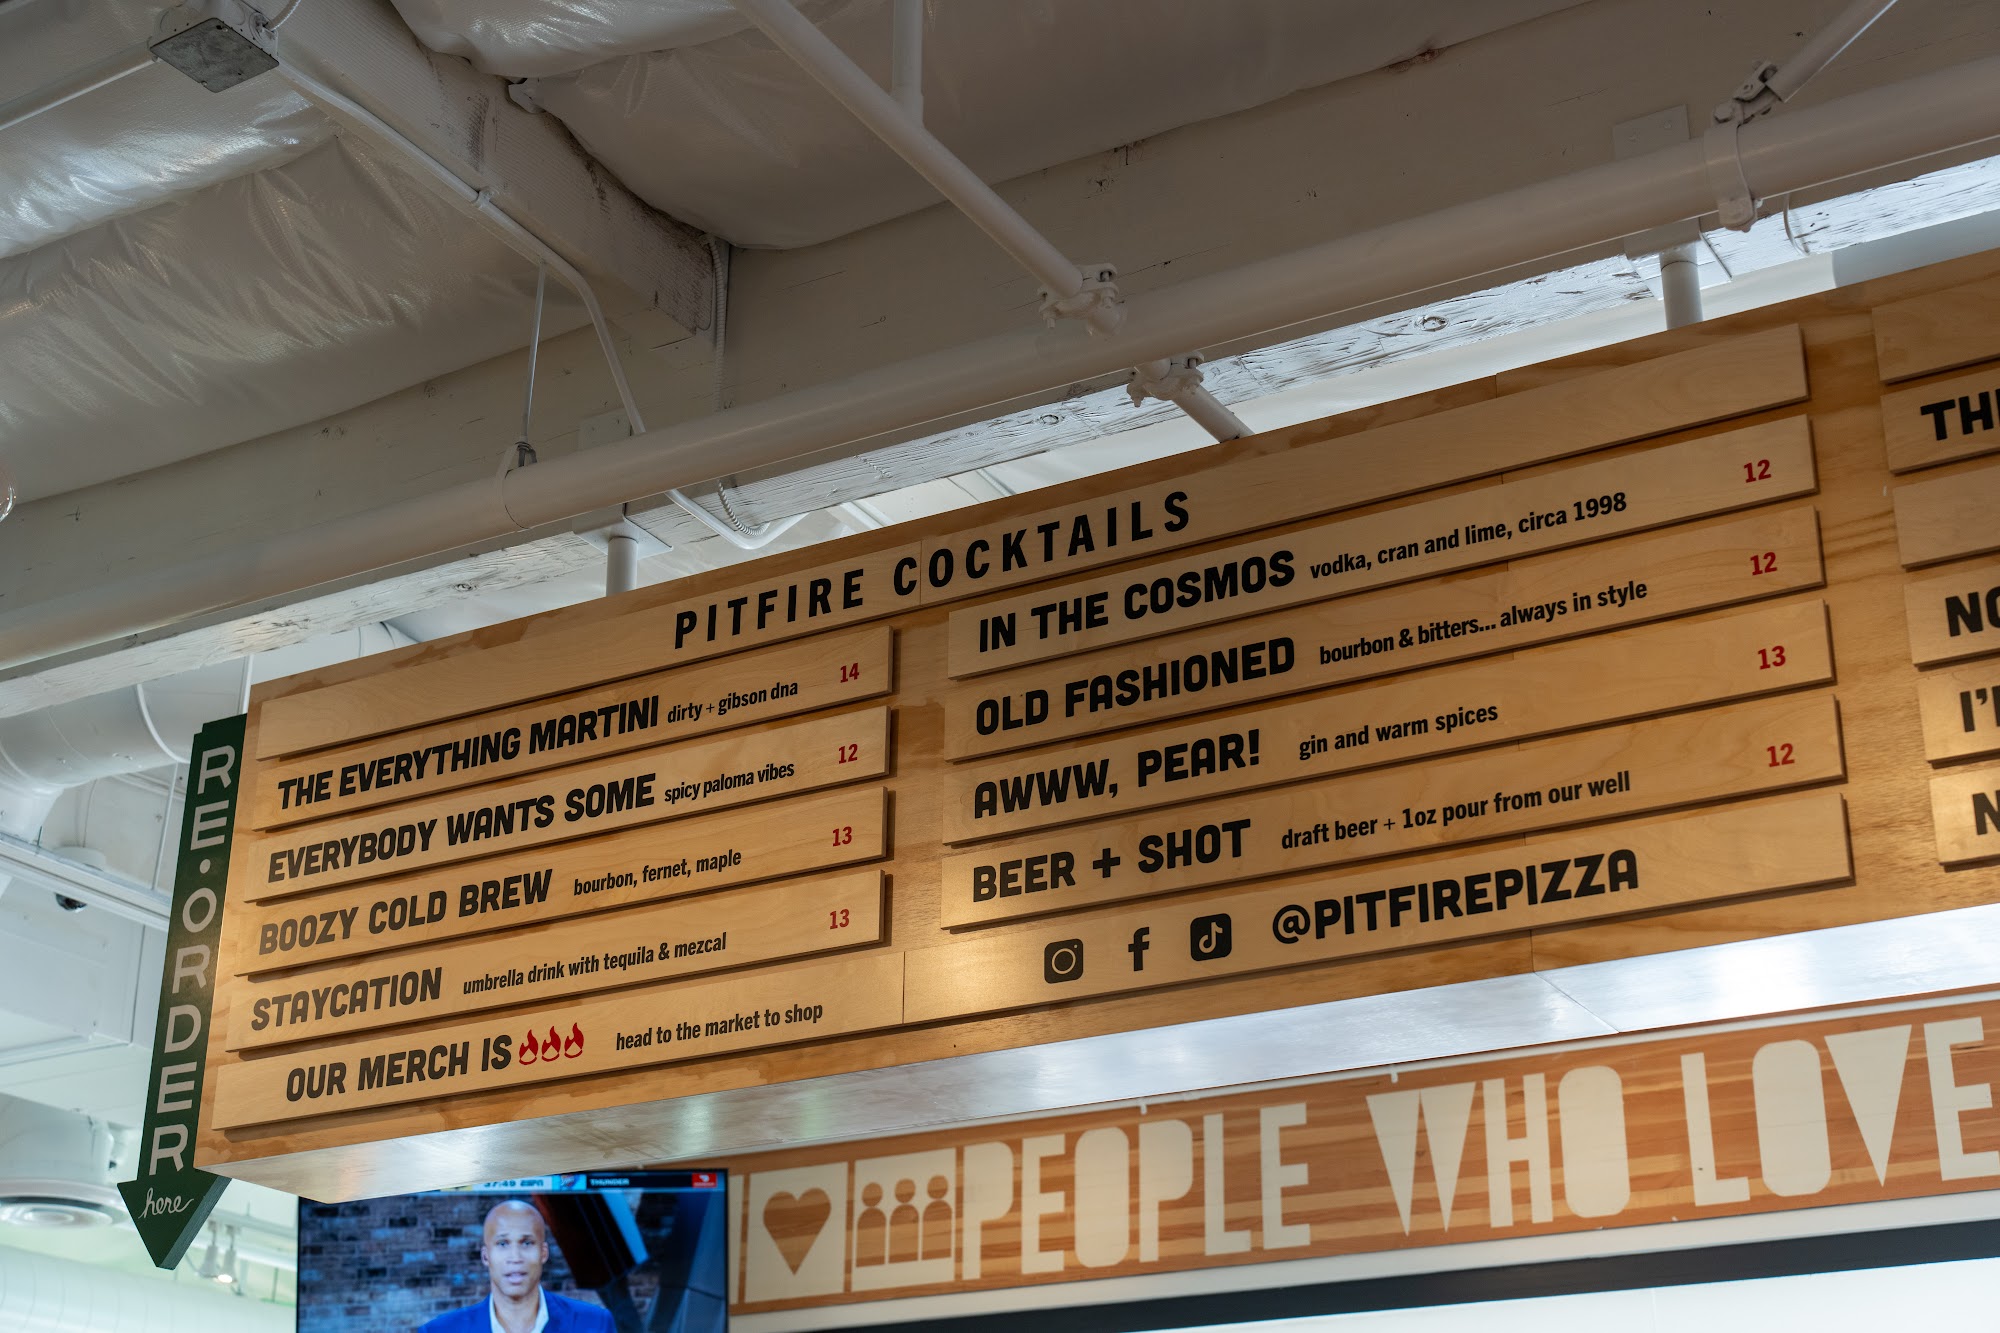 PITFIRE COCKTAILS
THE EVERYTHING MARTINI dirty + gibson dna 14
EVERYBODY WANTS SOME spicy paloma vibes 12
BOOZY COLD BREW bourbon, fernet, maple 13
STAYCATION umbrella drink with tequila & mezcal 13
OUR MERCH IS head to the market to shop
IN THE COSMOS vodka, cran and lime, circa 1998 12
OLD FASHIONED bourbon & bitters... always in style 12
AWWW, PEAR! gin and warm spices 13
BEER + SHOT draft beer + 1oz pour from our well 12
@PITFIREPIZZA
RE•ORDER
here
PEOPLE WHO LOVE
THUNDER